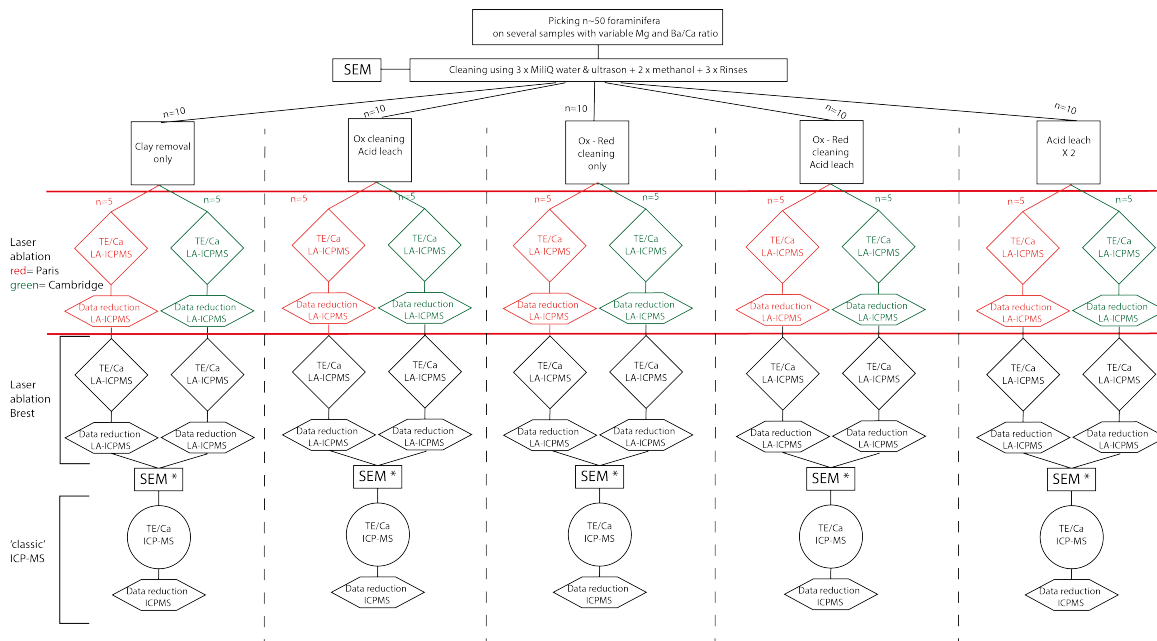 Picking n~50 foraminifera
on several samples with variable Mg and Ba/Ca ratio
SEM
Cleaning using 3 x MiliQ water & ultrason + 2 x methanol + 3 x Rinses
n=10
n=10
n=10
n=10
n=10
Clay removal
only
Ox cleaning
Acid leach
Ox - Red
cleaning
only
Ox - Red
cleaning
Acid leach
Acid leach
X 2
n=5
n=5
n=5
n=5
n=5
n=5
n=5
n=5
n=5
n=5
Laser
ablation
red= Paris
green= Cambridge
TE/Ca
LA-ICPMS
TE/Ca
LA-ICPMS
TE/Ca
LA-ICPMS
TE/Ca
LA-ICPMS
TE/Ca
LA-ICPMS
TE/Ca
LA-ICPMS
TE/Ca
LA-ICPMS
TE/Ca
LA-ICPMS
TE/Ca
LA-ICPMS
TE/Ca
LA-ICPMS
Data reduction
LA-ICPMS
Data reduction
LA-ICPMS
Data reduction
LA-ICPMS
Data reduction
LA-ICPMS
Data reduction
LA-ICPMS
Data reduction
LA-ICPMS
Data reduction
LA-ICPMS
Data reduction
LA-ICPMS
Data reduction
LA-ICPMS
Data reduction
LA-ICPMS
Laser
ablation
Brest
TE/Ca
LA-ICPMS
TE/Ca
LA-ICPMS
TE/Ca
LA-ICPMS
TE/Ca
LA-ICPMS
TE/Ca
LA-ICPMS
TE/Ca
LA-ICPMS
TE/Ca
LA-ICPMS
TE/Ca
LA-ICPMS
TE/Ca
LA-ICPMS
TE/Ca
LA-ICPMS
Data reduction
LA-ICPMS
Data reduction
LA-ICPMS
Data reduction
LA-ICPMS
Data reduction
LA-ICPMS
Data reduction
LA-ICPMS
Data reduction
LA-ICPMS
Data reduction
LA-ICPMS
Data reduction
LA-ICPMS
Data reduction
LA-ICPMS
Data reduction
LA-ICPMS
SEM *
SEM *
SEM *
SEM *
SEM *
'classic'
ICP-MS
TE/Ca
ICP-MS
TE/Ca
ICP-MS
TE/Ca
ICP-MS
TE/Ca
ICP-MS
TE/Ca
ICP-MS
Data reduction
ICPMS
Data reduction
ICPMS
Data reduction
ICPMS
Data reduction
ICPMS
Data reduction
ICPMS